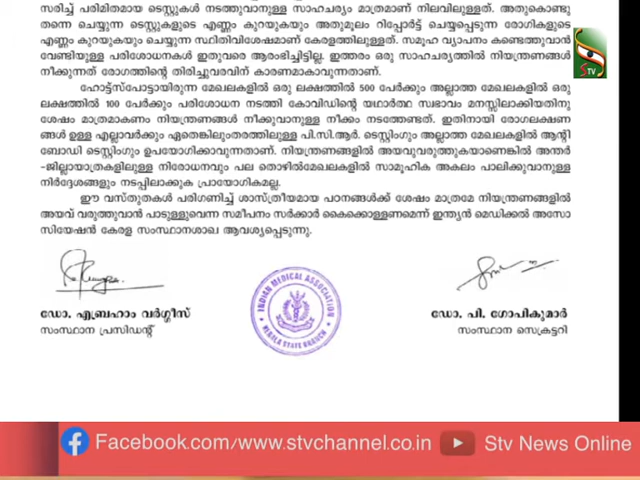 സരിച്ച് പരിമിതമായ ടെസ്റ്റുകൾ നടത്തുവാനുള്ള സാഹചര്യം മാത്രമാണ് നിലവിലുള്ളത്. അതുകൊണ്ടു
തന്നെ ചെയ്യുന്ന ടെസ്റ്റുകളുടെ എണ്ണം കുറയുകയും അതുമൂലം റിപ്പോർട്ട് ചെയ്യപ്പെടുന്ന രോഗികളുടെ
എണ്ണം കുറയുകയും ചെയ്യുന്ന സ്ഥിതിവിശേഷമാണ് കേരളത്തിലുള്ളത്. സമൂഹ വ്യാപനം കണ്ടെത്തുവാൻ
വേണ്ടിയുള്ള പരിശോധനകൾ ഇതുവരെ ആരംഭിച്ചിട്ടില്ല. ഇത്തരം ഒരു സാഹചര്യത്തിൽ നിയന്ത്രണങ്ങൾ
നീക്കുന്നത് രോഗത്തിന്റെ തിരിച്ചുവരവിന് കാരണമാകാവുന്നതാണ്.
ഹോട്ട്സ്പോട്ടായിരുന്ന മേഖലകളിൽ ഒരു ലക്ഷത്തിൽ 500 പേർക്കും അല്ലാത്ത മേഖലകളിൽ ഒരു
ലക്ഷത്തിൽ 100 പേർക്കും പരിശോധന നടത്തി കോവിഡിന്റെ യഥാർത്ഥ സ്വഭാവം മനസ്സിലാക്കിയതിനു
ശേഷം മാത്രമാകണം നിയന്ത്രണങ്ങൾ നീക്കുവാനുള്ള നീക്കം നടത്തേണ്ടത്. ഇതിനായി രോഗലക്ഷണ
ങ്ങൾ ഉള്ള എല്ലാവർക്കും ഏതെങ്കിലുംതരത്തിലുള്ള പി.സി.ആർ. ടെസ്റ്റിംഗും അല്ലാത്ത മേഖലകളിൽ ആന്റി
ബോഡി ടെസ്റ്റിംഗും ഉപയോഗിക്കാവുന്നതാണ്. നിയന്ത്രണങ്ങളിൽ അയവുവരുത്തുകയാണെങ്കിൽ അന്തർ
-ജില്ലായാത്രകളിലുള്ള നിരോധനവും പല തൊഴിൽമേഖലകളിൽ സാമൂഹിക അകലം പാലിക്കുവാനുള്ള
നിർദ്ദേശങ്ങളും നടപ്പിലാക്കുക പ്രായോഗികമല്ല.
ഈ വസ്തുതകൾ പരിഗണിച്ച് ശാസ്ത്രീയമായ പഠനങ്ങൾക്ക് ശേഷം മാത്രമേ നിയന്ത്രണങ്ങളിൽ
അയവ് വരുത്തുവാൻ പാടുള്ളുവെന്ന സമീപനം സർക്കാർ കൈക്കൊള്ളണമെന്ന് ഇന്ത്യൻ മെഡിക്കൽ അസോ
സിയേഷൻ കേരള സംസ്ഥാനശാഖ ആവശ്യപ്പെടുന്നു.
ഡോ. എബ്രഹാം വർഗ്ഗീസ്
സംസ്ഥാന പ്രസിഡന്റ്
INDIAN MEDICAL ASSOCIATION
KERALA STATE BRANCH
ഡോ. പി. ഗോപികുമാർ
സംസ്ഥാന സെക്രട്ടറി
STV
Facebook.com/www.stvchannel.co.in
Stv News Online